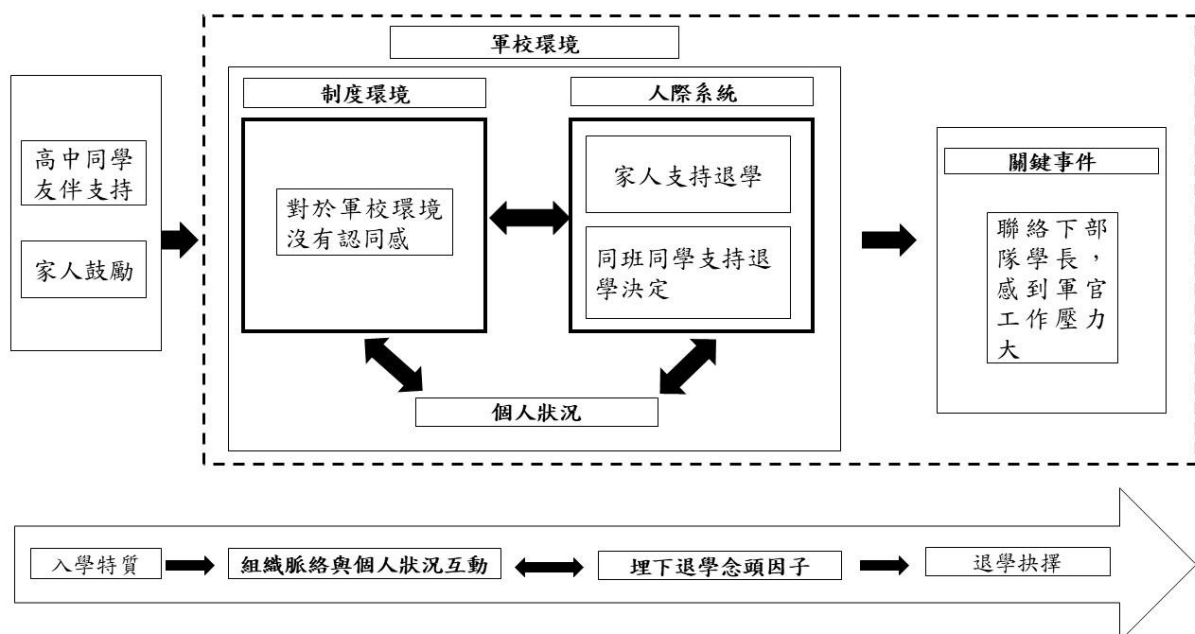 軍校環境
制度環境
人際系統
高中同學
友伴支持
家人鼓勵
對於軍校環境
沒有認同感
家人支持退學
同班同學支持退
學決定
個人狀況
關鍵事件
聯絡下部
隊學長，
感到軍官
工作壓力
大
入學特質
組織脈絡與個人狀況互動
埋下退學念頭因子
退學抉擇